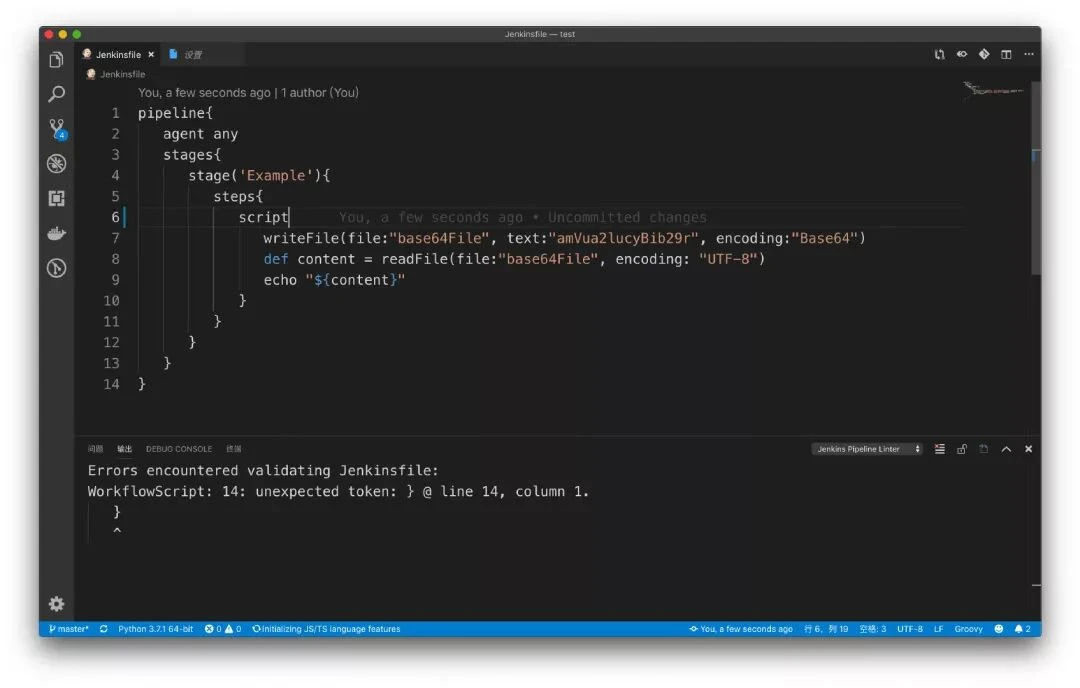 Jenkinsfile — test
Jenkinsfile × 设置
Jenkinsfile
You, a few seconds ago | 1 author (You)
1 pipeline{
2 agent any
3 stages{
4 stage('Example'){
5 steps{
6 script You, a few seconds ago • Uncommitted changes
7 writeFile(file:"base64File", text:"amVua2lucyBib29r", encoding:"Base64")
8 def content = readFile(file:"base64File", encoding: "UTF-8")
9 echo "${content}"
10 }
11 }
12 }
13 }
14 }
4
问题 输出 DEBUG CONSOLE 终端 Jenkins Pipeline Linter
Errors encountered validating Jenkinsfile:
WorkflowScript: 14: unexpected token: } @ line 14, column 1.
}
^
master* Python 3.7.1 64-bit 0 0 Initializing JS/TS language features You, a few seconds ago 行 6，列 19 空格: 3 UTF-8 LF Groovy 2